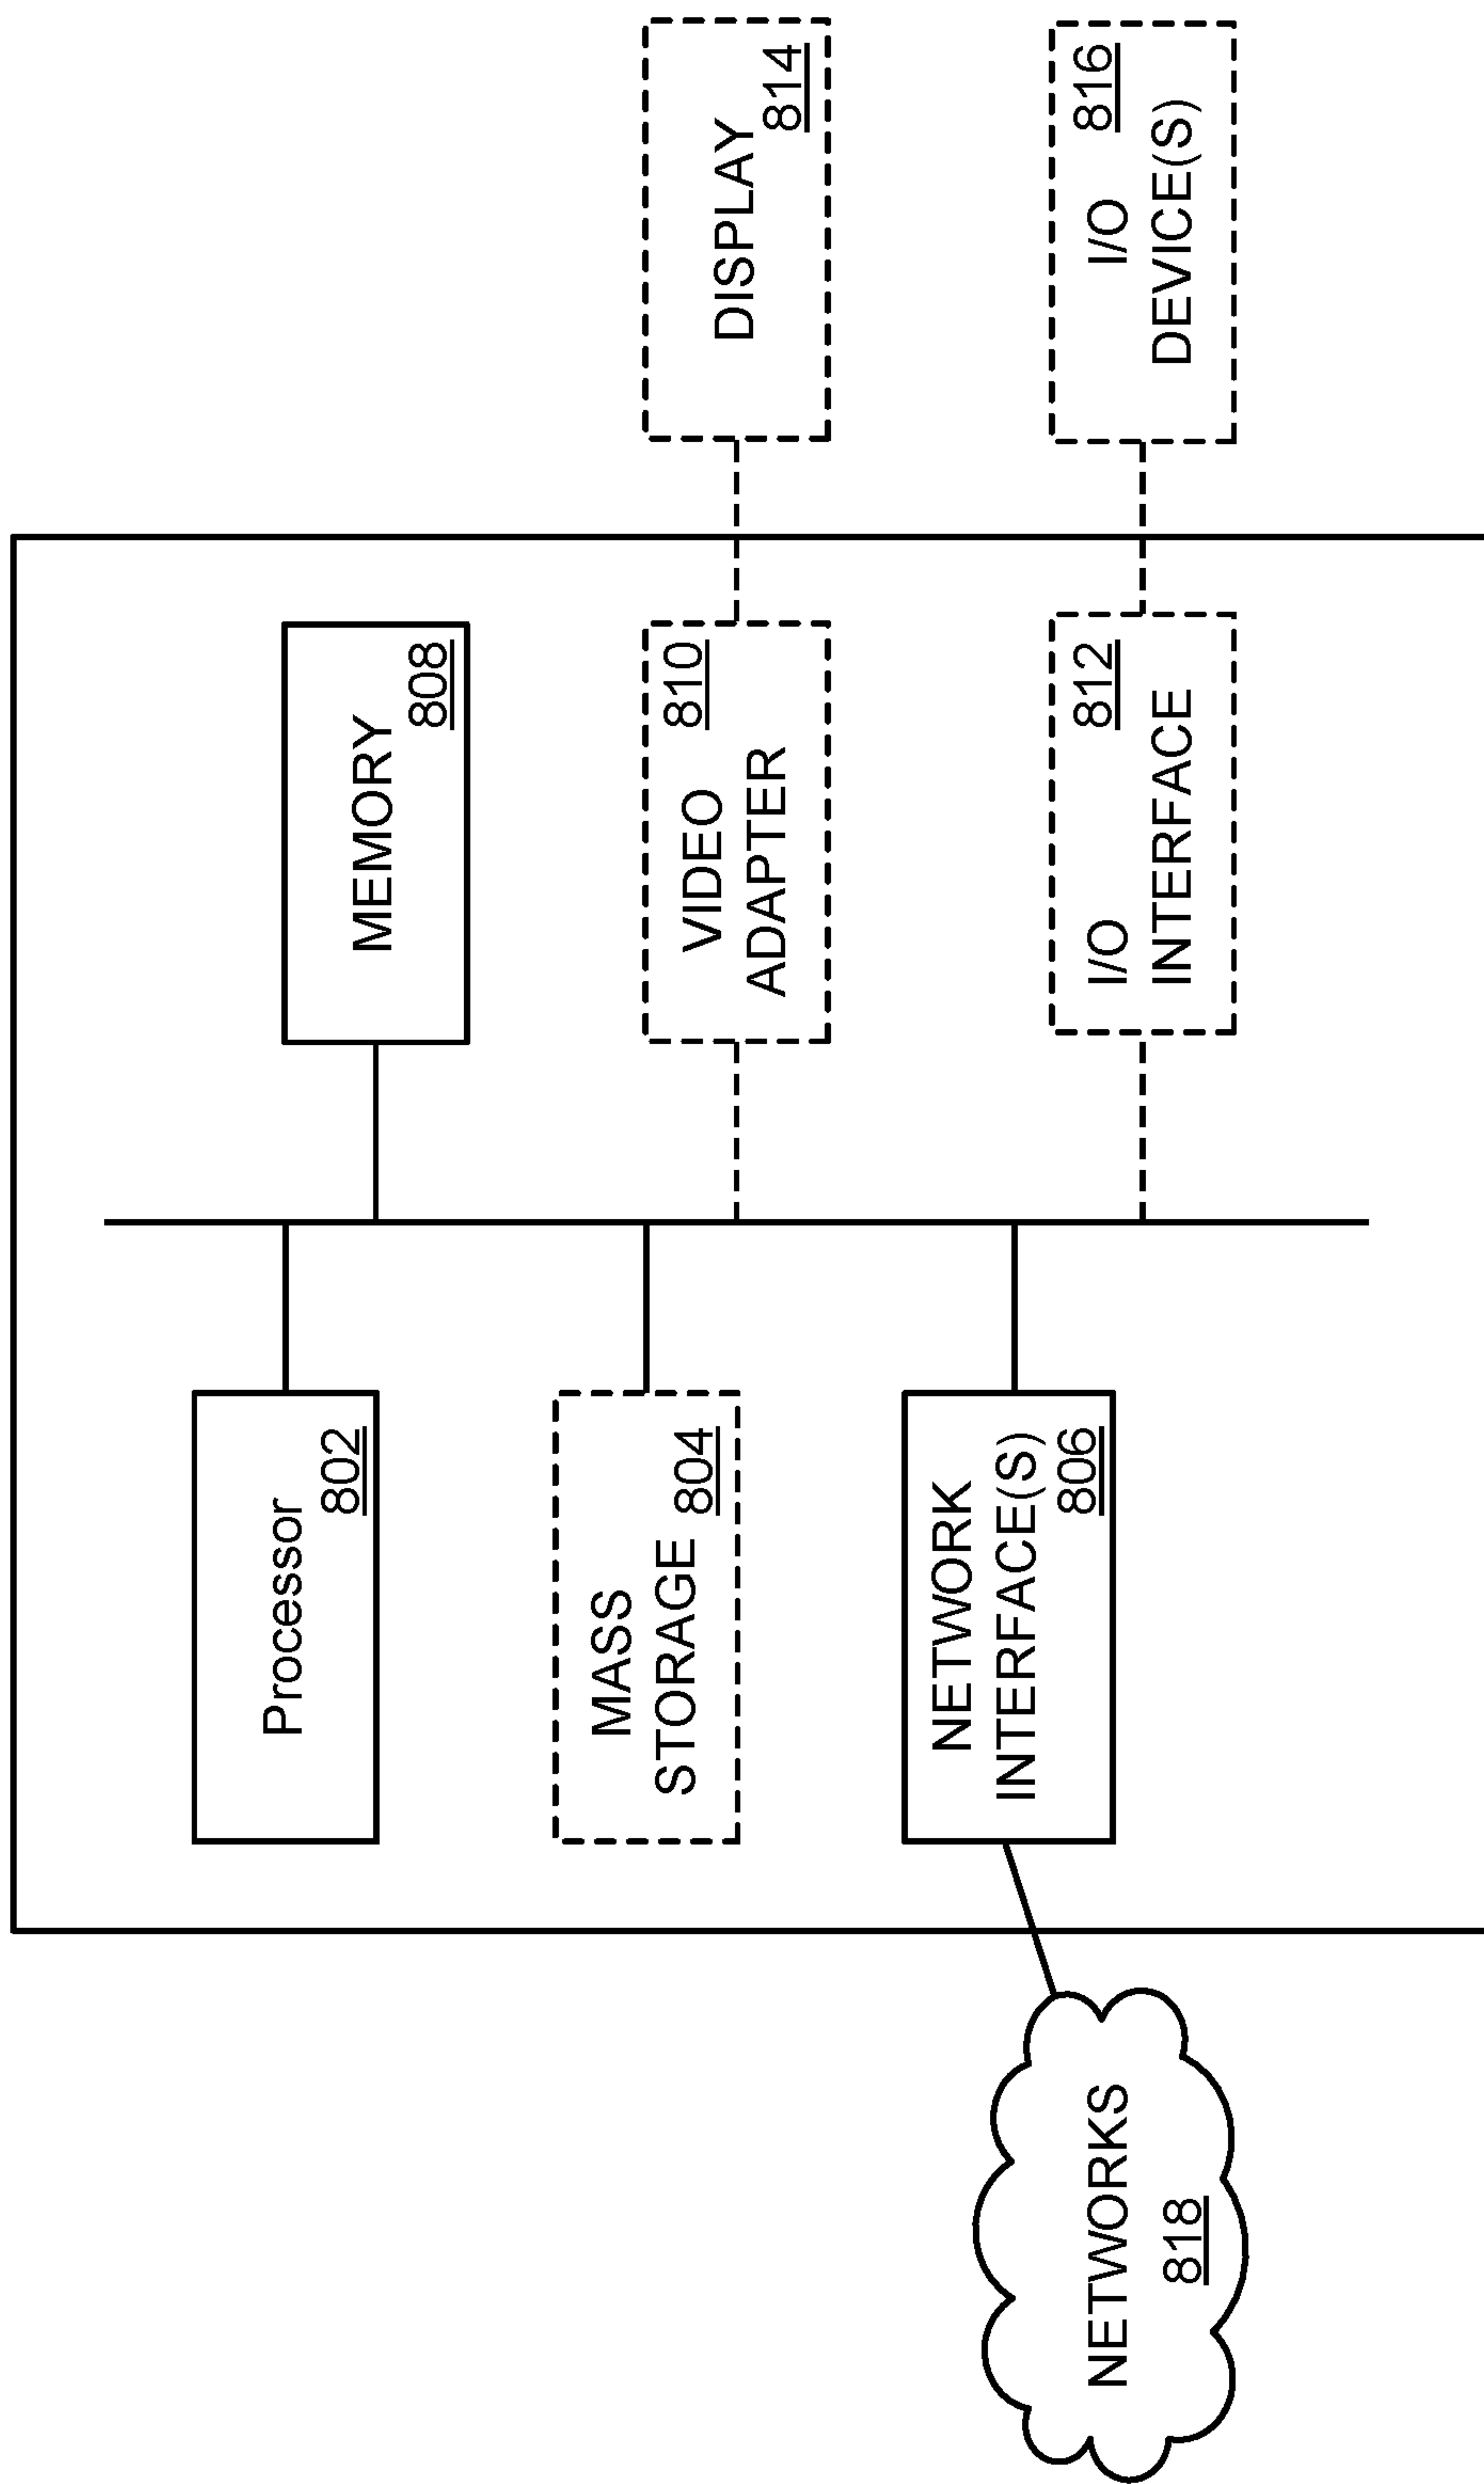 Processor
802
MEMORY
808
MASS
STORAGE
804
VIDEO
ADAPTER
810
DISPLAY
814
NETWORK
INTERFACE(S)
806
I/O
INTERFACE
812
I/O
DEVICE(S)
816
NETWORKS
818